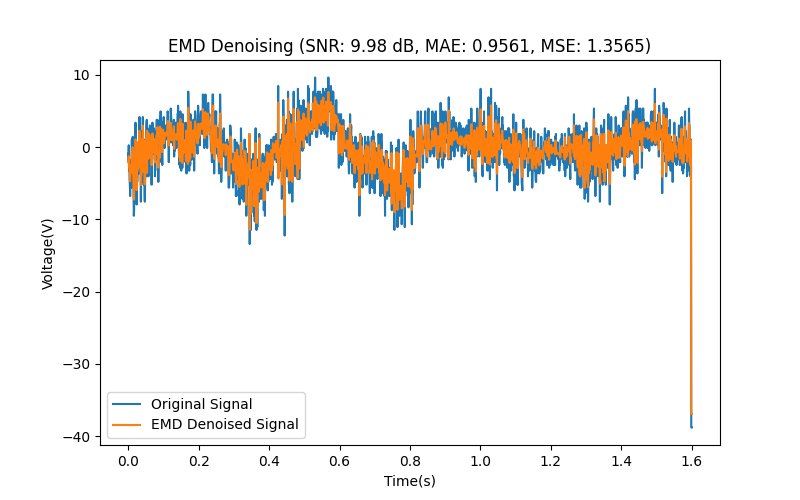 EMD Denoising (SNR: 9.98 dB, MAE: 0.9561, MSE: 1.3565)
10
0
−10
−20
−30
−40
Voltage(V)
Original Signal
EMD Denoised Signal
0.0 0.2 0.4 0.6 0.8 1.0 1.2 1.4 1.6
Time(s)